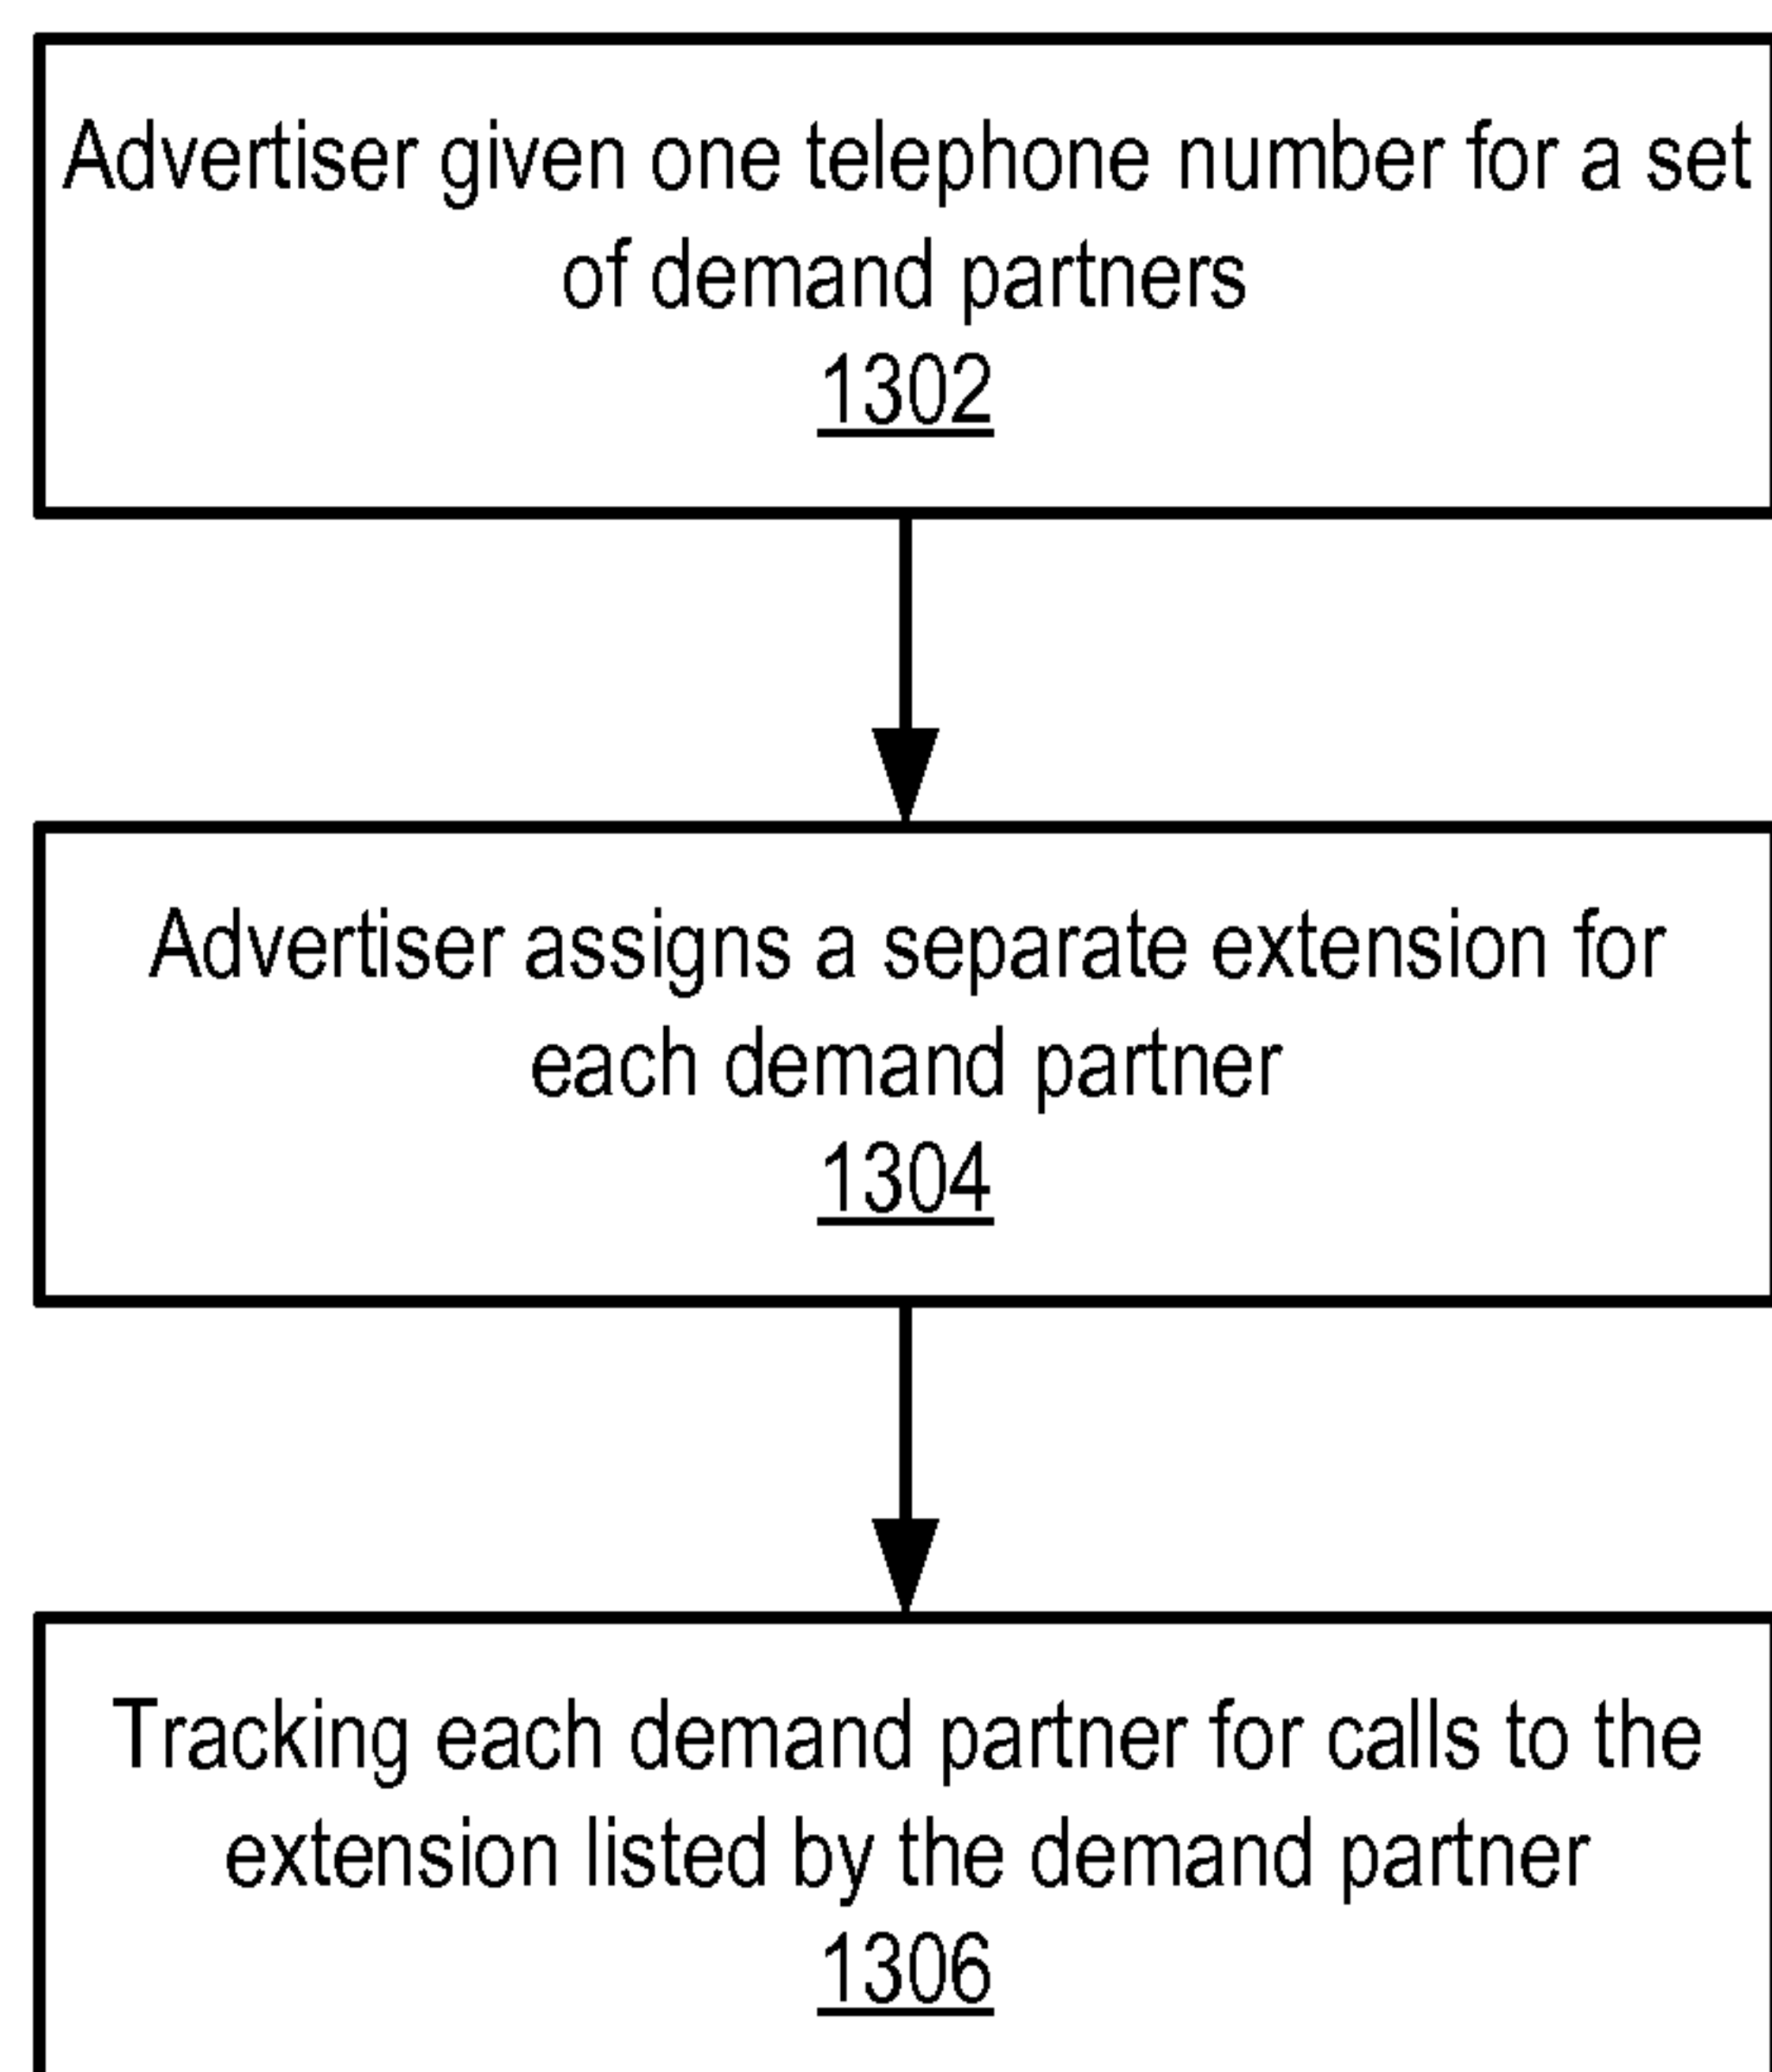 Advertiser given one telephone number for a set
of demand partners
1302
Advertiser assigns a separate extension for
each demand partner
1304
Tracking each demand partner for calls to the
extension listed by the demand partner
1306